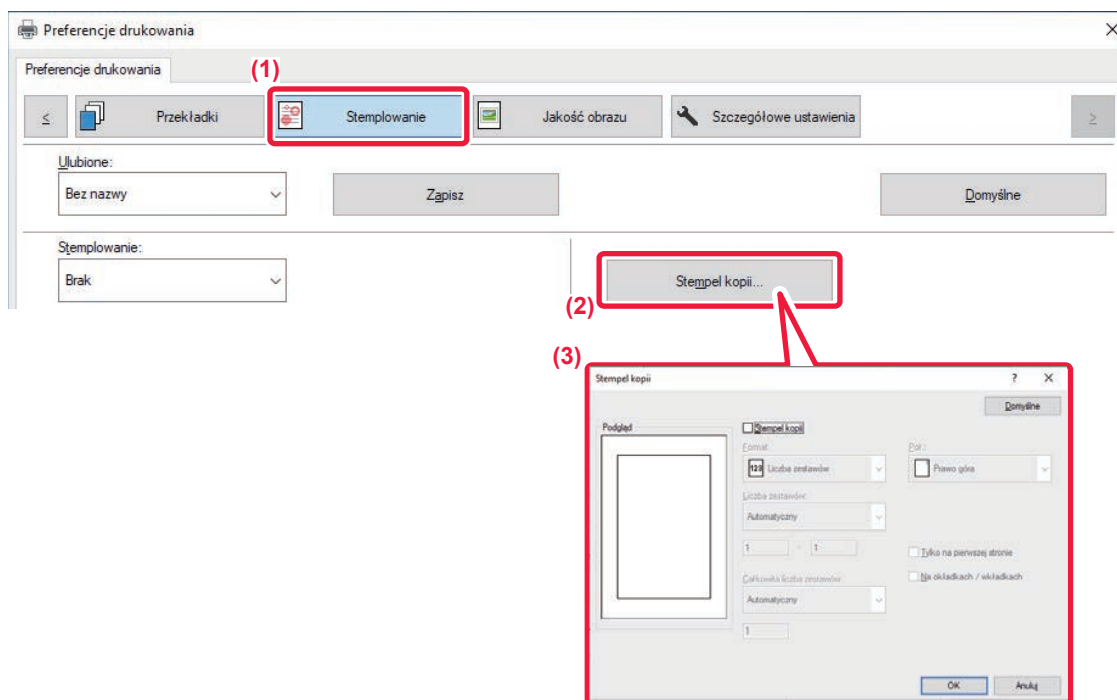 Preferencje drukowania
Preferencje drukowania
(1)
< Przekładki Stemplowanie Jakość obrazu Szczegółowe ustawienia >
Ulubione:
Bez nazwy Zapisz Domyślne
Stemplowanie:
Brak Stempel kopii...
(2)
(3)
Stempel kopii ?
Domyślne
Podgląd Stempel kopii
Format: Poz.:
123 Liczba zestawów Prawo góra
Liczba zestawów:
Automatyczny
1 - 1 Tylko na pierwszej stronie
Całkowita liczba zestawów: Na okładkach / wkładkach
Automatyczny
1
OK Anuluj